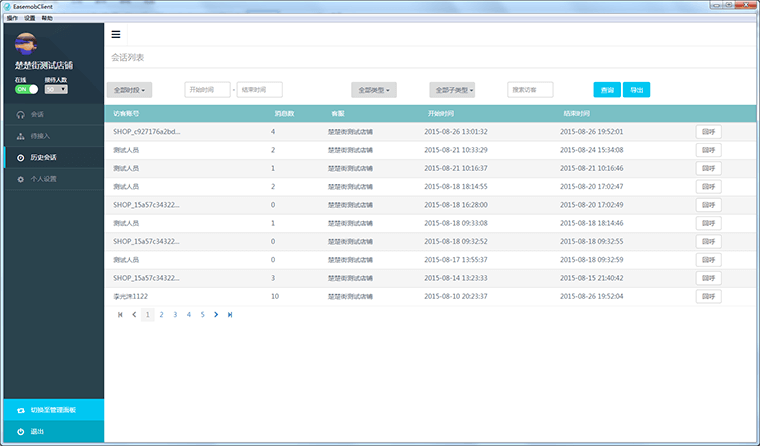 EasemobClient
操作 设置 帮助
楚楚街测试店铺
在线 接待人数
ON 50
会话
待接入
历史会话
个人设置
切换至管理面板
退出
会话列表
全部时段 开始时间 - 结束时间 全部类型 全部子类型 搜索访客 查询 导出
访客账号 消息数 客服 开始时间 结束时间
SHOP_c927176a2bd... 4 楚楚街测试店铺 2015-08-26 13:01:32 2015-08-26 19:52:01 回呼
测试人员 2 楚楚街测试店铺 2015-08-21 10:33:29 2015-08-24 15:34:08 回呼
测试人员 1 楚楚街测试店铺 2015-08-21 10:16:37 2015-08-21 10:16:46 回呼
测试人员 2 楚楚街测试店铺 2015-08-18 18:14:55 2015-08-20 17:02:47 回呼
SHOP_15a57c34322... 0 楚楚街测试店铺 2015-08-18 16:28:00 2015-08-20 17:02:49 回呼
测试人员 1 楚楚街测试店铺 2015-08-18 09:33:08 2015-08-18 18:14:46 回呼
SHOP_15a57c34322... 0 楚楚街测试店铺 2015-08-18 09:32:52 2015-08-18 09:32:55 回呼
测试人员 0 楚楚街测试店铺 2015-08-17 13:55:37 2015-08-18 09:32:59 回呼
SHOP_15a57c34322... 3 楚楚街测试店铺 2015-08-14 13:23:33 2015-08-15 21:40:42 回呼
1122 10 楚楚街测试店铺 2015-08-10 20:23:37 2015-08-26 19:52:04 回呼
1 2 3 4 5